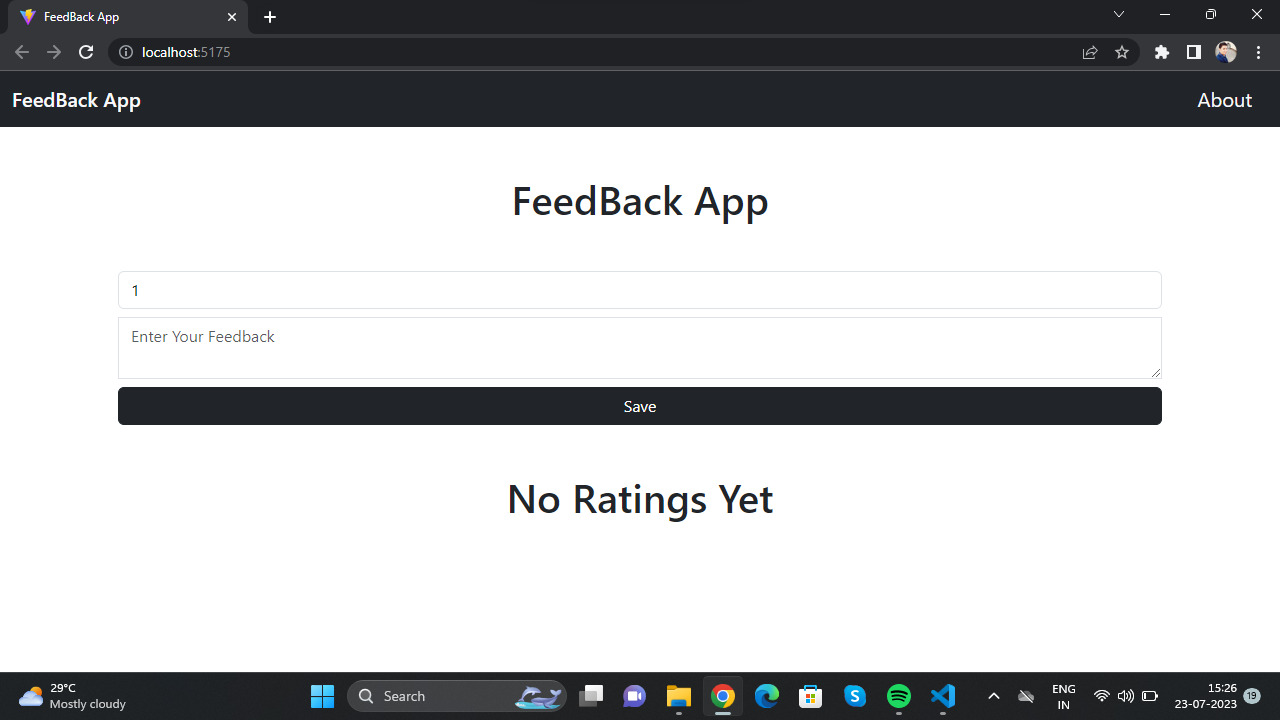 FeedBack App
localhost:5175
FeedBack App
About
FeedBack App
1
Enter Your Feedback
Save
No Ratings Yet
29°C
Mostly cloudy
Search
ENG
IN
15:26
23-07-2023
19